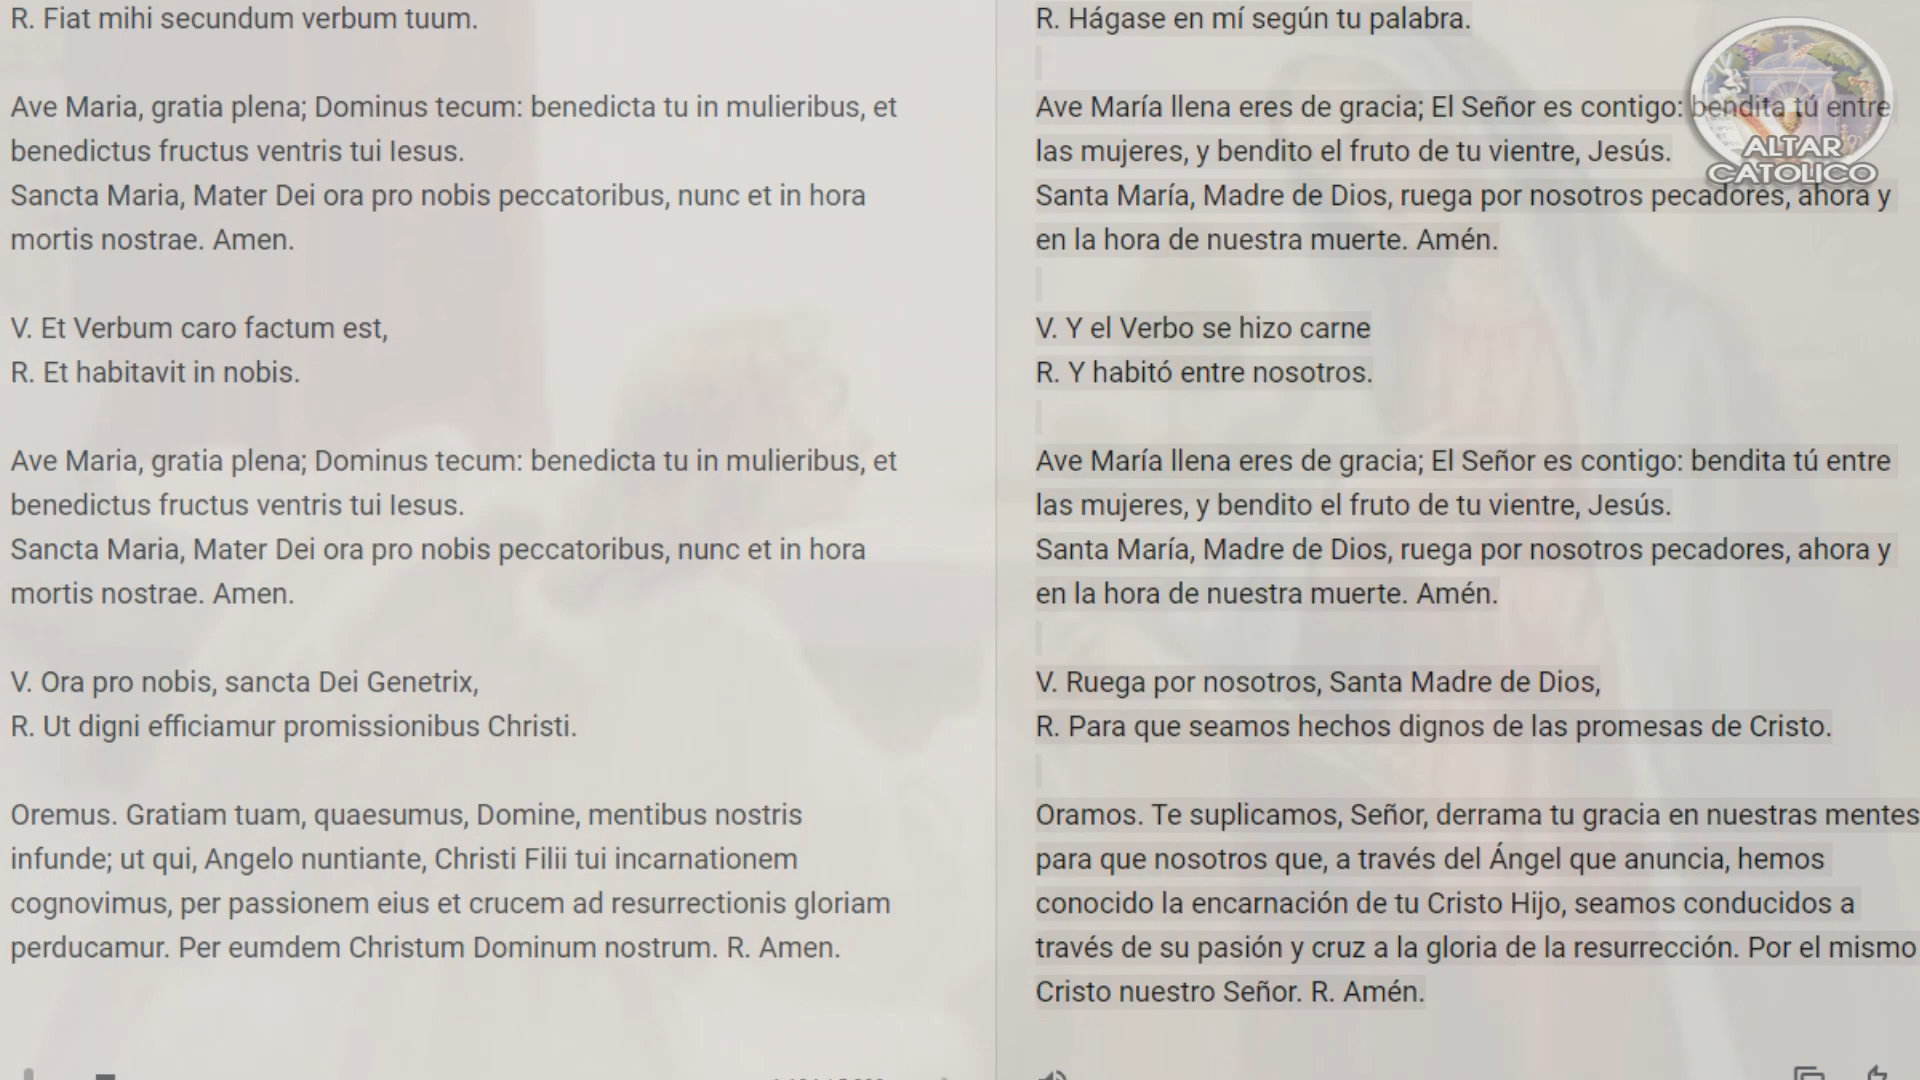 R. Fiat mihi secundum verbum tuum.
Ave Maria, gratia plena; Dominus tecum: benedicta tu in mulieribus, et
benedictus fructus ventris tui Iesus.
Sancta Maria, Mater Dei ora pro nobis peccatoribus, nunc et in hora
mortis nostrae. Amen.
V. Et Verbum caro factum est,
R. Et habitavit in nobis.
Ave Maria, gratia plena; Dominus tecum: benedicta tu in mulieribus, et
benedictus fructus ventris tui Iesus.
Sancta Maria, Mater Dei ora pro nobis peccatoribus, nunc et in hora
mortis nostrae. Amen.
V. Ora pro nobis, sancta Dei Genetrix,
R. Ut digni efficiamur promissionibus Christi.
Oremus. Gratiam tuam, quaesumus, Domine, mentibus nostris
infunde; ut qui, Angelo nuntiante, Christi Filii tui incarnationem
cognovimus, per passionem eius et crucem ad resurrectionis gloriam
perducamur. Per eumdem Christum Dominum nostrum. R. Amen.
R. Hágase en mí según tu palabra.
Ave María llena eres de gracia; El Señor es contigo: bendita tú entre
las mujeres, y bendito el fruto de tu vientre, Jesús.
Santa María, Madre de Dios, ruega por nosotros pecadores, ahora y
en la hora de nuestra muerte. Amén.
V. Y el Verbo se hizo carne
R. Y habitó entre nosotros.
Ave María llena eres de gracia; El Señor es contigo: bendita tú entre
las mujeres, y bendito el fruto de tu vientre, Jesús.
Santa María, Madre de Dios, ruega por nosotros pecadores, ahora y
en la hora de nuestra muerte. Amén.
V. Ruega por nosotros, Santa Madre de Dios,
R. Para que seamos hechos dignos de las promesas de Cristo.
Oramos. Te suplicamos, Señor, derrama tu gracia en nuestras mentes
para que nosotros que, a través del Ángel que anuncia, hemos
conocido la encarnación de tu Cristo Hijo, seamos conducidos a
través de su pasión y cruz a la gloria de la resurrección. Por el mismo
Cristo nuestro Señor. R. Amén.
ALTAR
CATOLICO